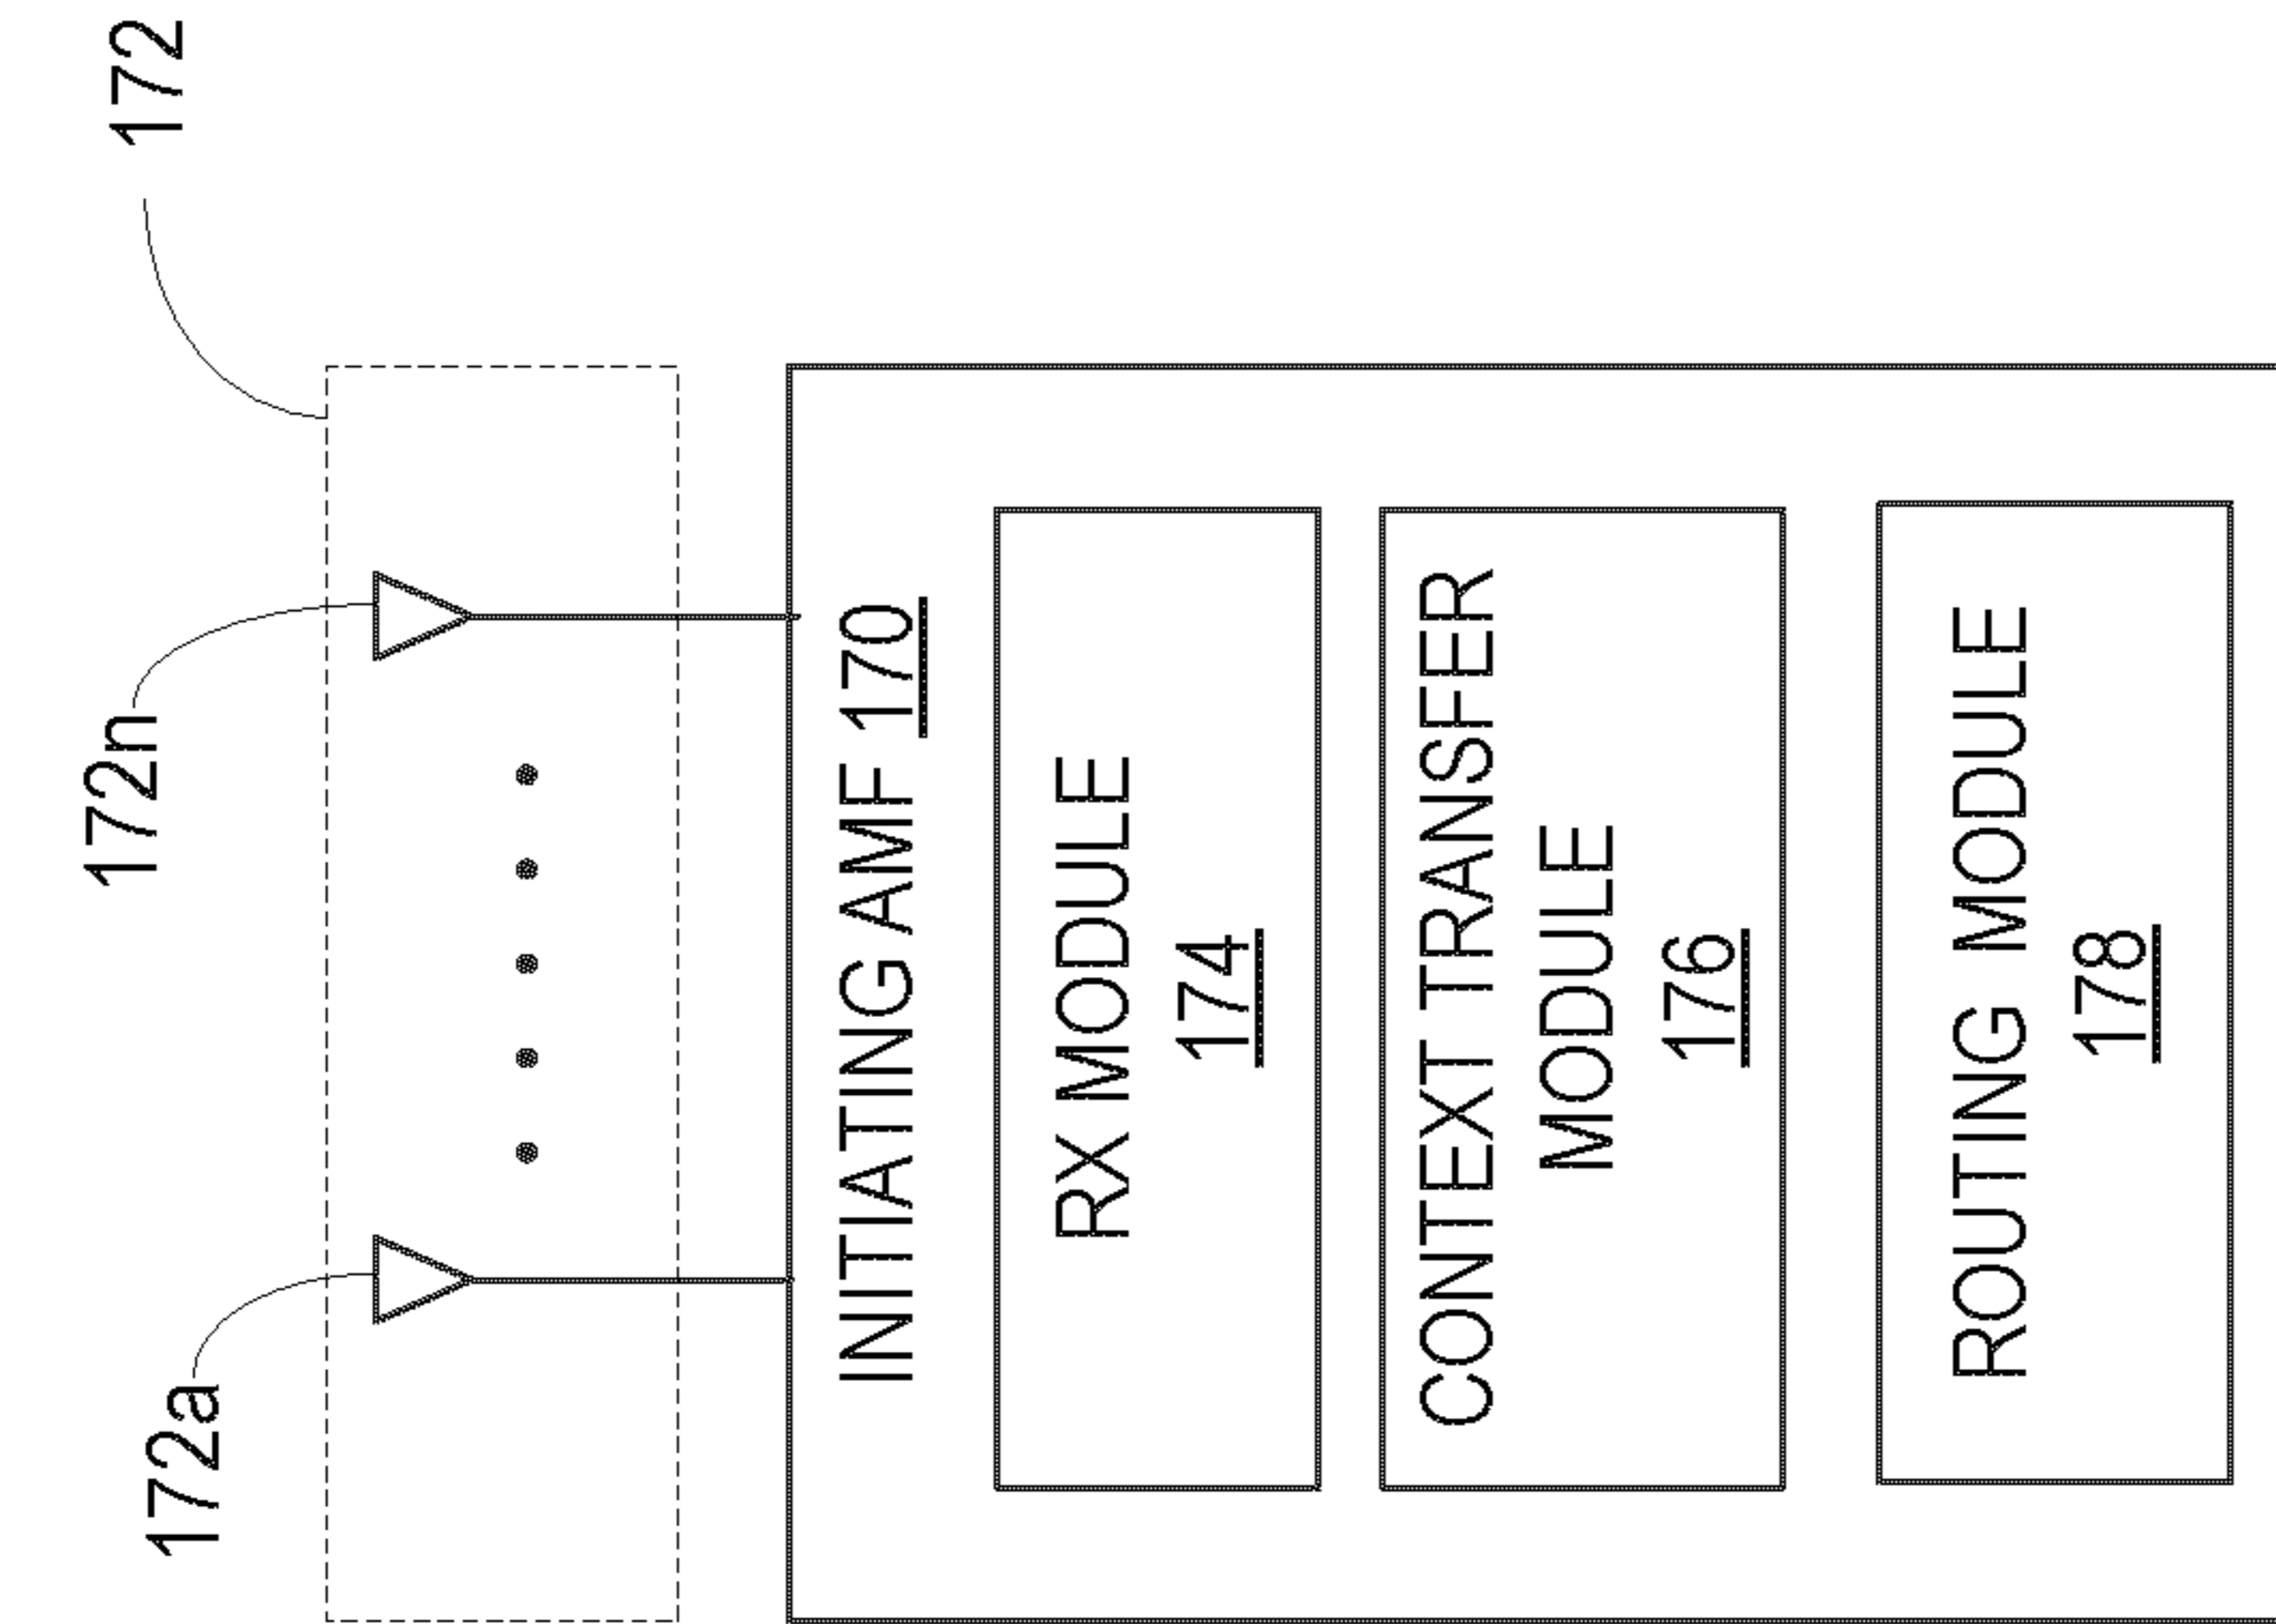 172
172n
172a
INITIATING AMF 170
RX MODULE
174
CONTEXT TRANSFER
MODULE
176
ROUTING MODULE
178